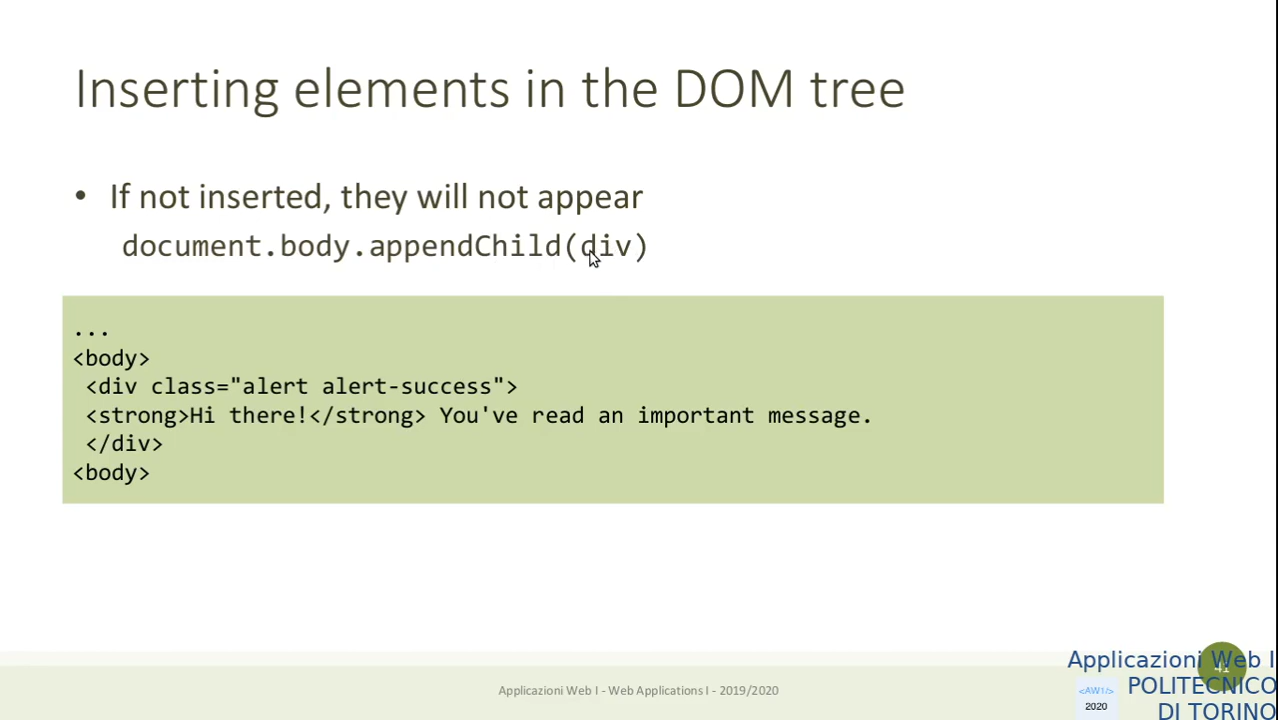 Inserting elements in the DOM tree
• If not inserted, they will not appear
document.body.appendChild(div)
...
<body>
<div class="alert alert-success">
<strong>Hi there!</strong> You've read an important message.
</div>
<body>
Applicazioni Web I - Web Applications I - 2019/2020
41
Applicazioni Web I
POLITECNICO
DI TORINO
<AW1/>
2020